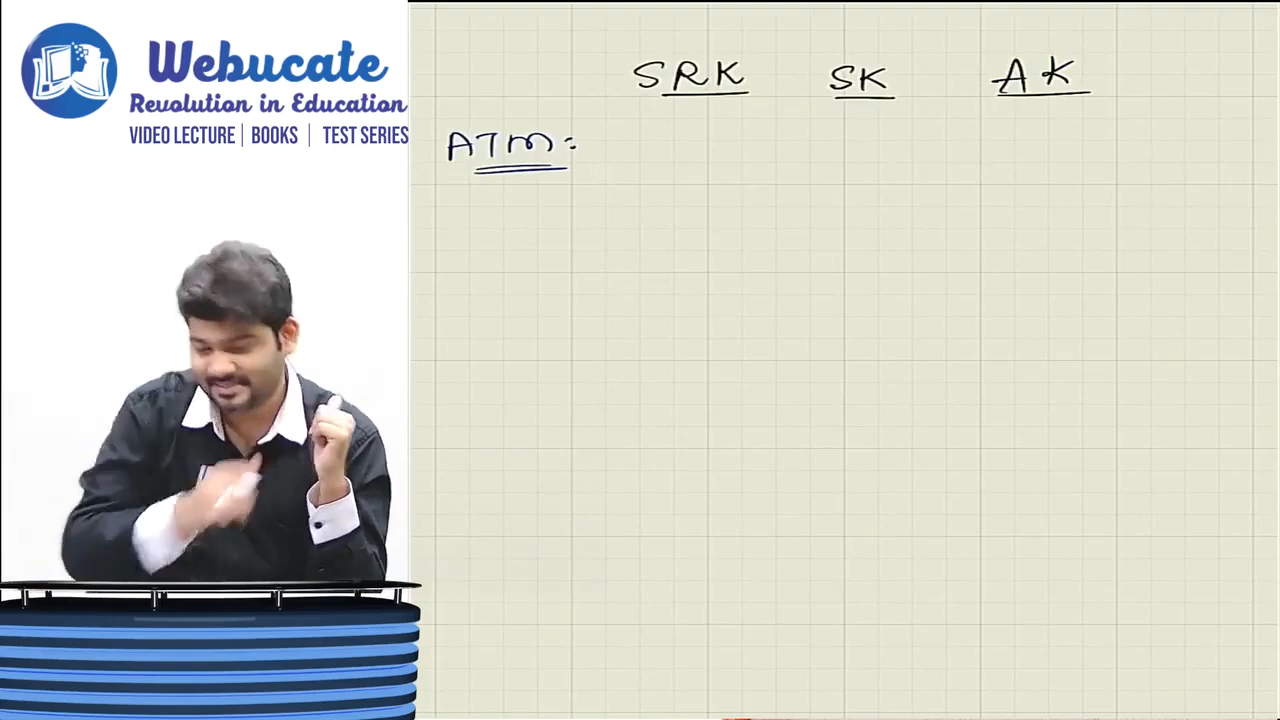 Webucate
Revolution in Education
VIDEO LECTURE | BOOKS | TEST SERIES
SRK SK AK
ATM: